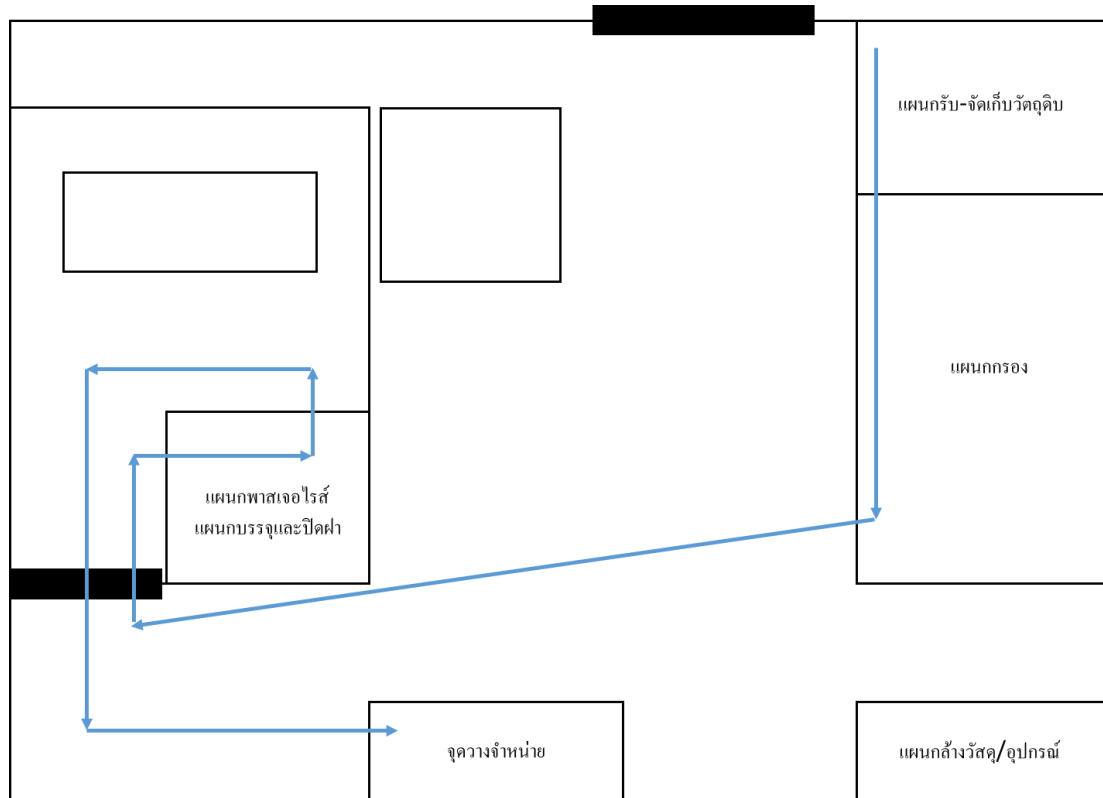 แผนกรับ-จัดเก็บวัตถุดิบ
แผนกกรอง
แผนกพาสเจอไรส์
แผนกบรรจุและปิดฝา
จุดวางจำหน่าย
แผนกล้างวัสดุ/อุปกรณ์